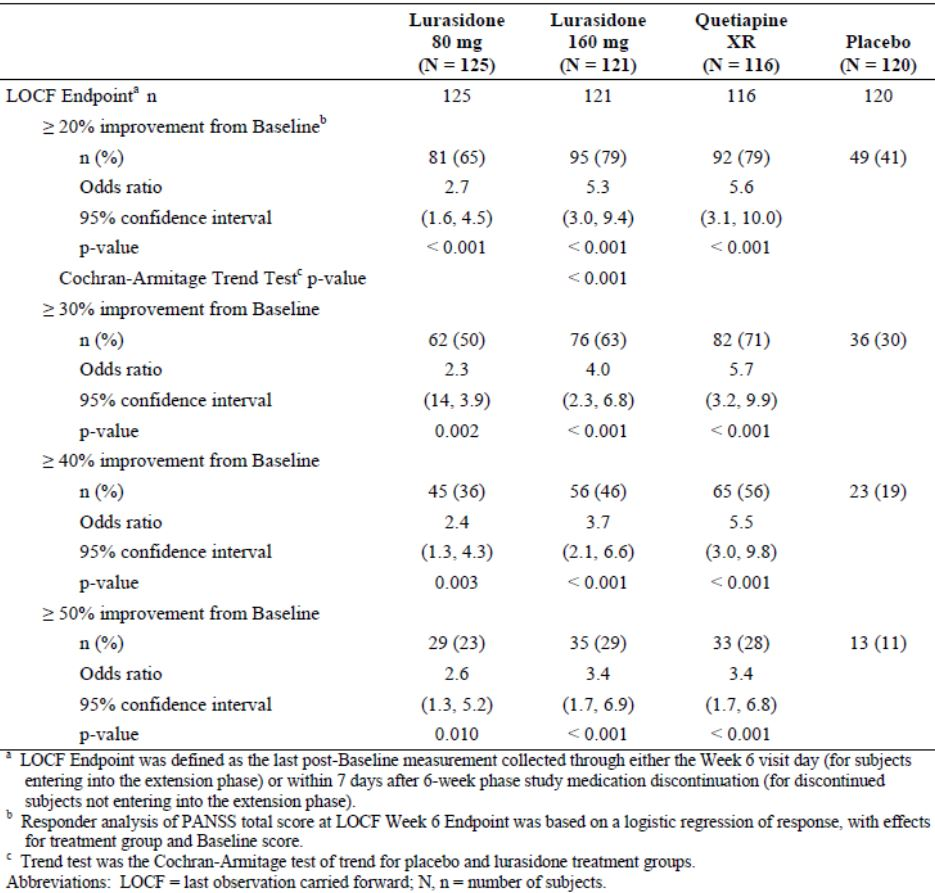 Lurasidone 80 mg (N = 125) Lurasidone 160 mg (N = 121) Quetiapine XR (N = 116) Placebo (N = 120)
LOCF Endpointᵃ n 125 121 116 120
≥ 20% improvement from Baselineᵇ
n (%) 81 (65) 95 (79) 92 (79) 49 (41)
Odds ratio 2.7 5.3 5.6
95% confidence interval (1.6, 4.5) (3.0, 9.4) (3.1, 10.0)
p-value < 0.001 < 0.001 < 0.001
Cochran-Armitage Trend Testᶜ p-value < 0.001
≥ 30% improvement from Baseline
n (%) 62 (50) 76 (63) 82 (71) 36 (30)
Odds ratio 2.3 4.0 5.7
95% confidence interval (14, 3.9) (2.3, 6.8) (3.2, 9.9)
p-value 0.002 < 0.001 < 0.001
≥ 40% improvement from Baseline
n (%) 45 (36) 56 (46) 65 (56) 23 (19)
Odds ratio 2.4 3.7 5.5
95% confidence interval (1.3, 4.3) (2.1, 6.6) (3.0, 9.8)
p-value 0.003 < 0.001 < 0.001
≥ 50% improvement from Baseline
n (%) 29 (23) 35 (29) 33 (28) 13 (11)
Odds ratio 2.6 3.4 3.4
95% confidence interval (1.3, 5.2) (1.7, 6.9) (1.7, 6.8)
p-value 0.010 < 0.001 < 0.001
ᵃ LOCF Endpoint was defined as the last post-Baseline measurement collected through either the Week 6 visit day (for subjects
entering into the extension phase) or within 7 days after 6-week phase study medication discontinuation (for discontinued
subjects not entering into the extension phase).
ᵇ Responder analysis of PANSS total score at LOCF Week 6 Endpoint was based on a logistic regression of response, with effects
for treatment group and Baseline score.
ᶜ Trend test was the Cochran-Armitage test of trend for placebo and lurasidone treatment groups.
Abbreviations: LOCF = last observation carried forward; N, n = number of subjects.